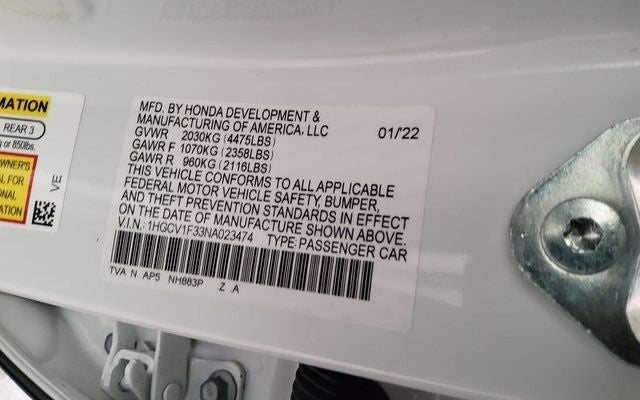 MATION
REAR 3
g or 850lbs.
WNER'S
AL FOR
ONAL
ATION
VE
MFD. BY HONDA DEVELOPMENT &
MANUFACTURING OF AMERICA, LLC 01/22
GVWR 2030KG (4475LBS)
GAWR F 1070KG (2358LBS)
GAWR R 960KG (2116LBS)
THIS VEHICLE CONFORMS TO ALL APPLICABLE
FEDERAL MOTOR VEHICLE SAFETY, BUMPER,
AND THEFT PREVENTION STANDARDS IN EFFECT
ON THE DATE OF MANUFACTURE SHOWN ABOVE.
V.I.N.: 1HGCV1F33NA023474 TYPE: PASSENGER CAR
TVA N AP5 NH883P Z .A